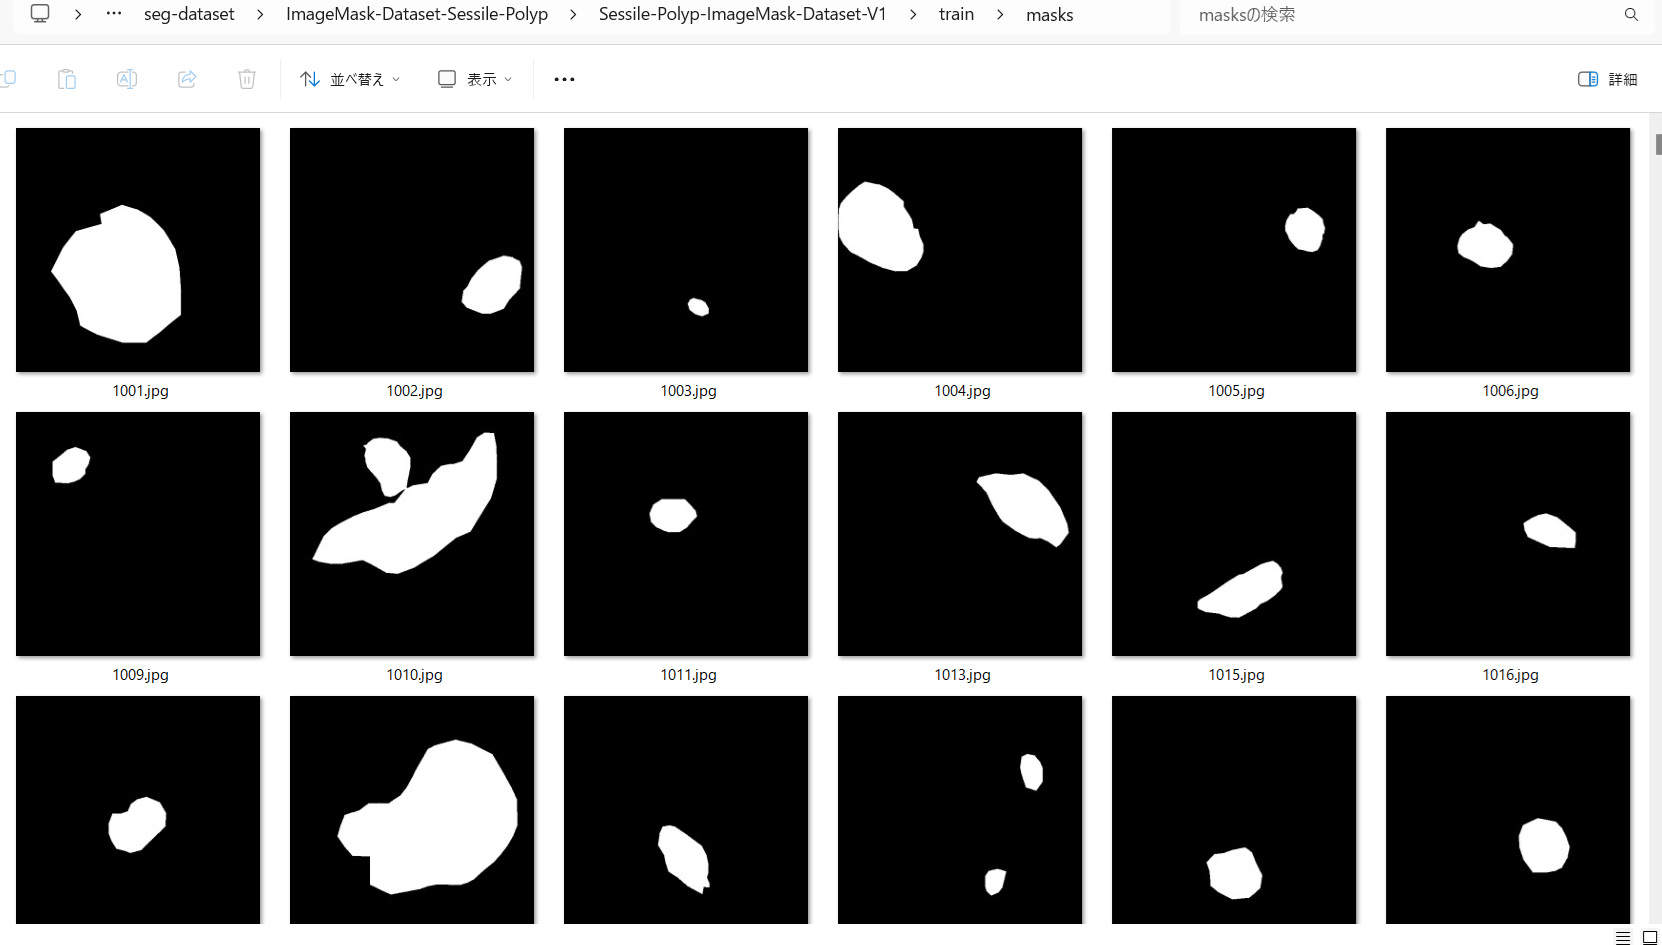 seg-dataset > ImageMask-Dataset-Sessile-Polyp > Sessile-Polyp-ImageMask-Dataset-V1 > train > masks
masksの検索
並べ替え 表示 詳細
1001.jpg 1002.jpg 1003.jpg 1004.jpg 1005.jpg 1006.jpg
1009.jpg 1010.jpg 1011.jpg 1013.jpg 1015.jpg 1016.jpg